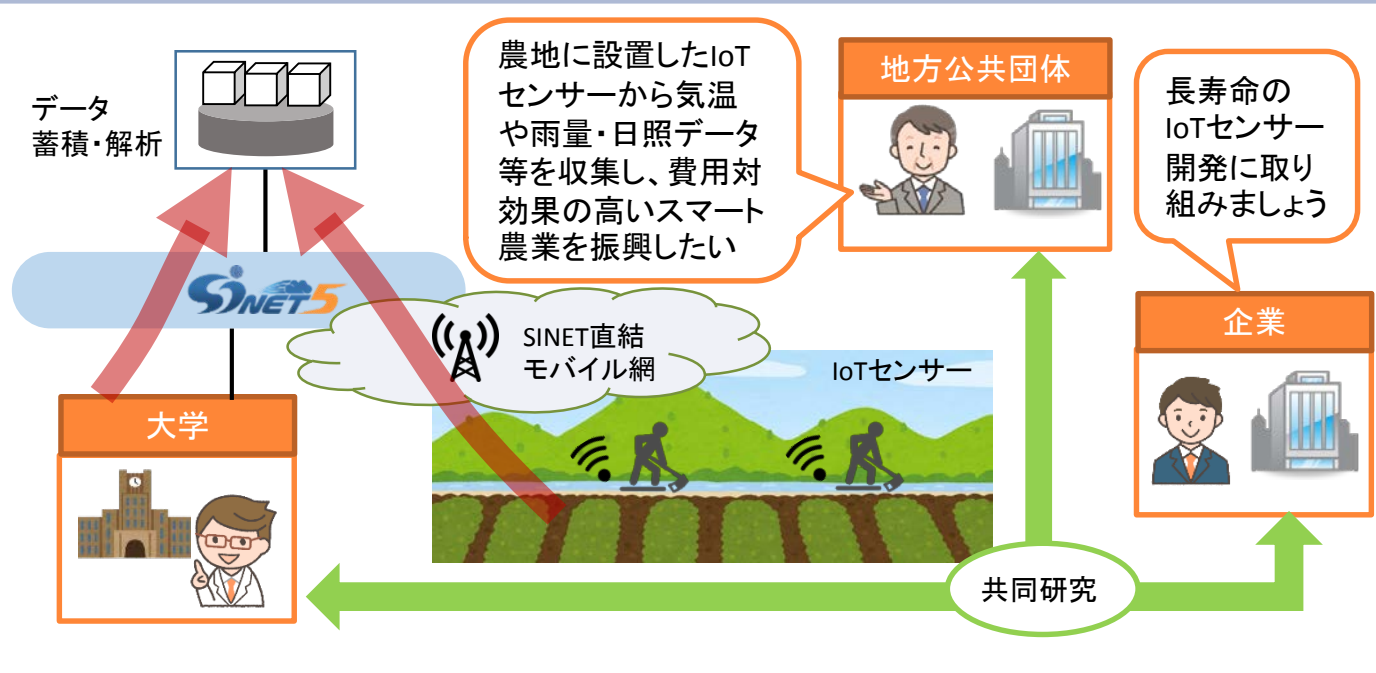 データ
蓄積・解析
農地に設置したIoT
センサーから気温
や雨量・日照データ
等を収集し、費用対
効果の高いスマート
農業を振興したい
地方公共団体
長寿命の
IoTセンサー
開発に取り
組みましょう
SINET5
SINET直結
モバイル網
IoTセンサー
企業
大学
共同研究